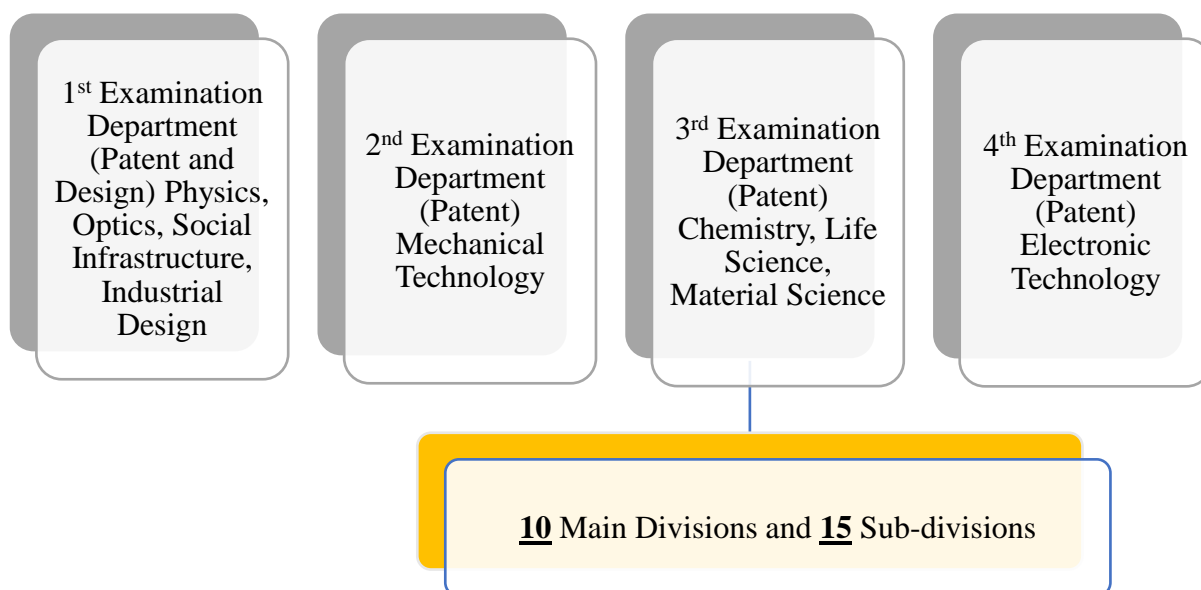 1st Examination
Department
(Patent and
Design) Physics,
Optics, Social
Infrastructure,
Industrial
Design
2nd Examination
Department
(Patent)
Mechanical
Technology
3rd Examination
Department
(Patent)
Chemistry, Life
Science,
Material Science
4th Examination
Department
(Patent)
Electronic
Technology
10 Main Divisions and 15 Sub-divisions